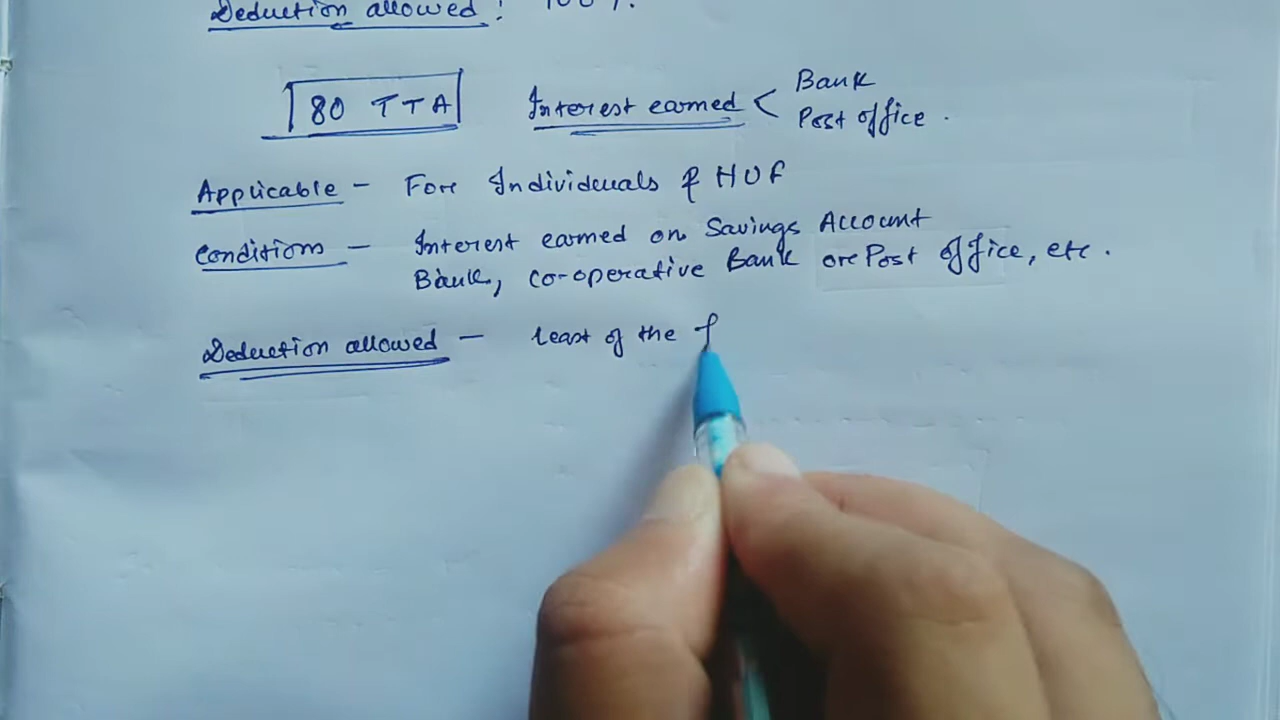 Deduction allowed: 100%.
80 TTA
Interest earned < Bank
Post office.
Applicable - For Individuals & HUF
Conditions - Interest earned on Savings Account
Bank, co-operative Bank or Post office, etc.
Deduction allowed - least of the f